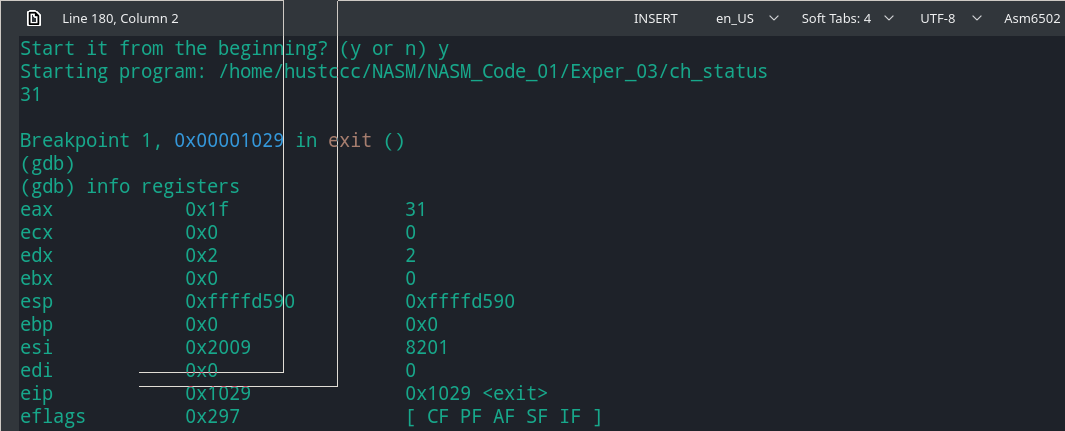 Line 180, Column 2 INSERT en_US Soft Tabs: 4 UTF-8 Asm6502
Start it from the beginning? (y or n) y
Starting program: /home/hustccc/NASM/NASM_Code_01/Exper_03/ch_status
31
Breakpoint 1, 0x00001029 in exit ()
(gdb)
(gdb) info registers
eax 0x1f 31
ecx 0x0 0
edx 0x2 2
ebx 0x0 0
esp 0xffffd590 0xffffd590
ebp 0x0 0x0
esi 0x2009 8201
edi 0x0 0
eip 0x1029 0x1029 <exit>
eflags 0x297 [ CF PF AF SF IF ]